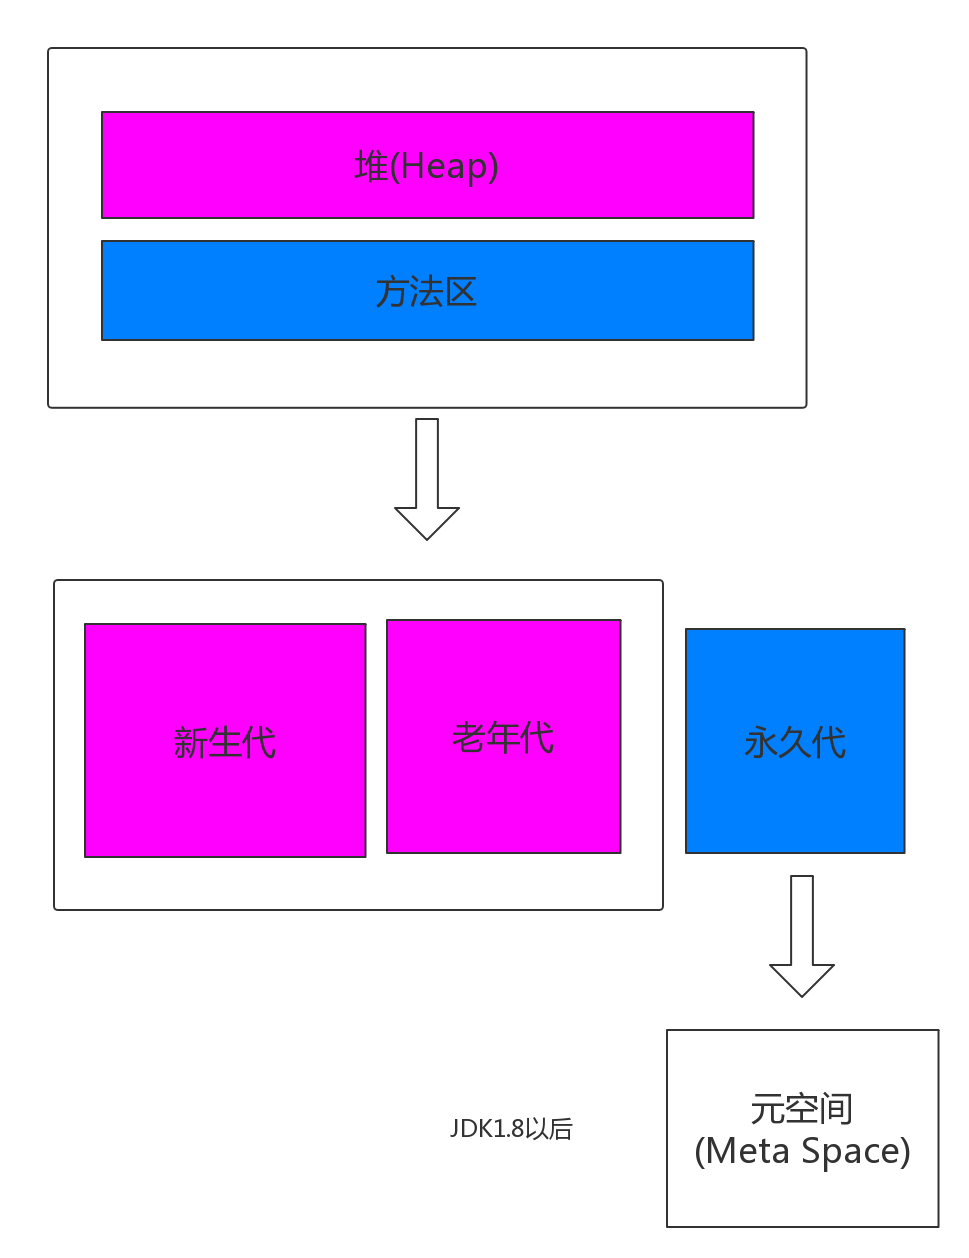 堆(Heap)
方法区
新生代
老年代
永久代
JDK1.8以后
元空间
(Meta Space)